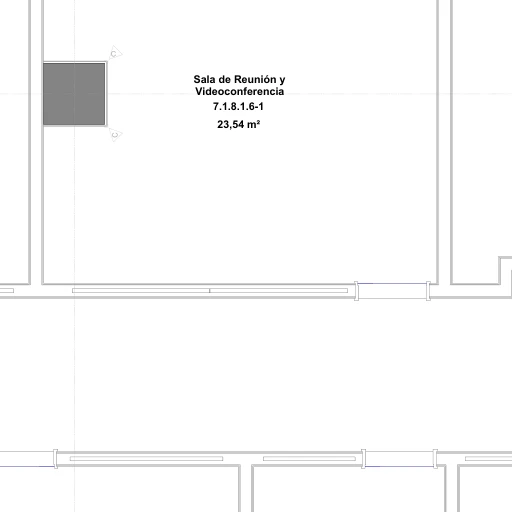 C
Sala de Reunión y
Videoconferencia
7.1.8.1.6-1
23,54 m²
C